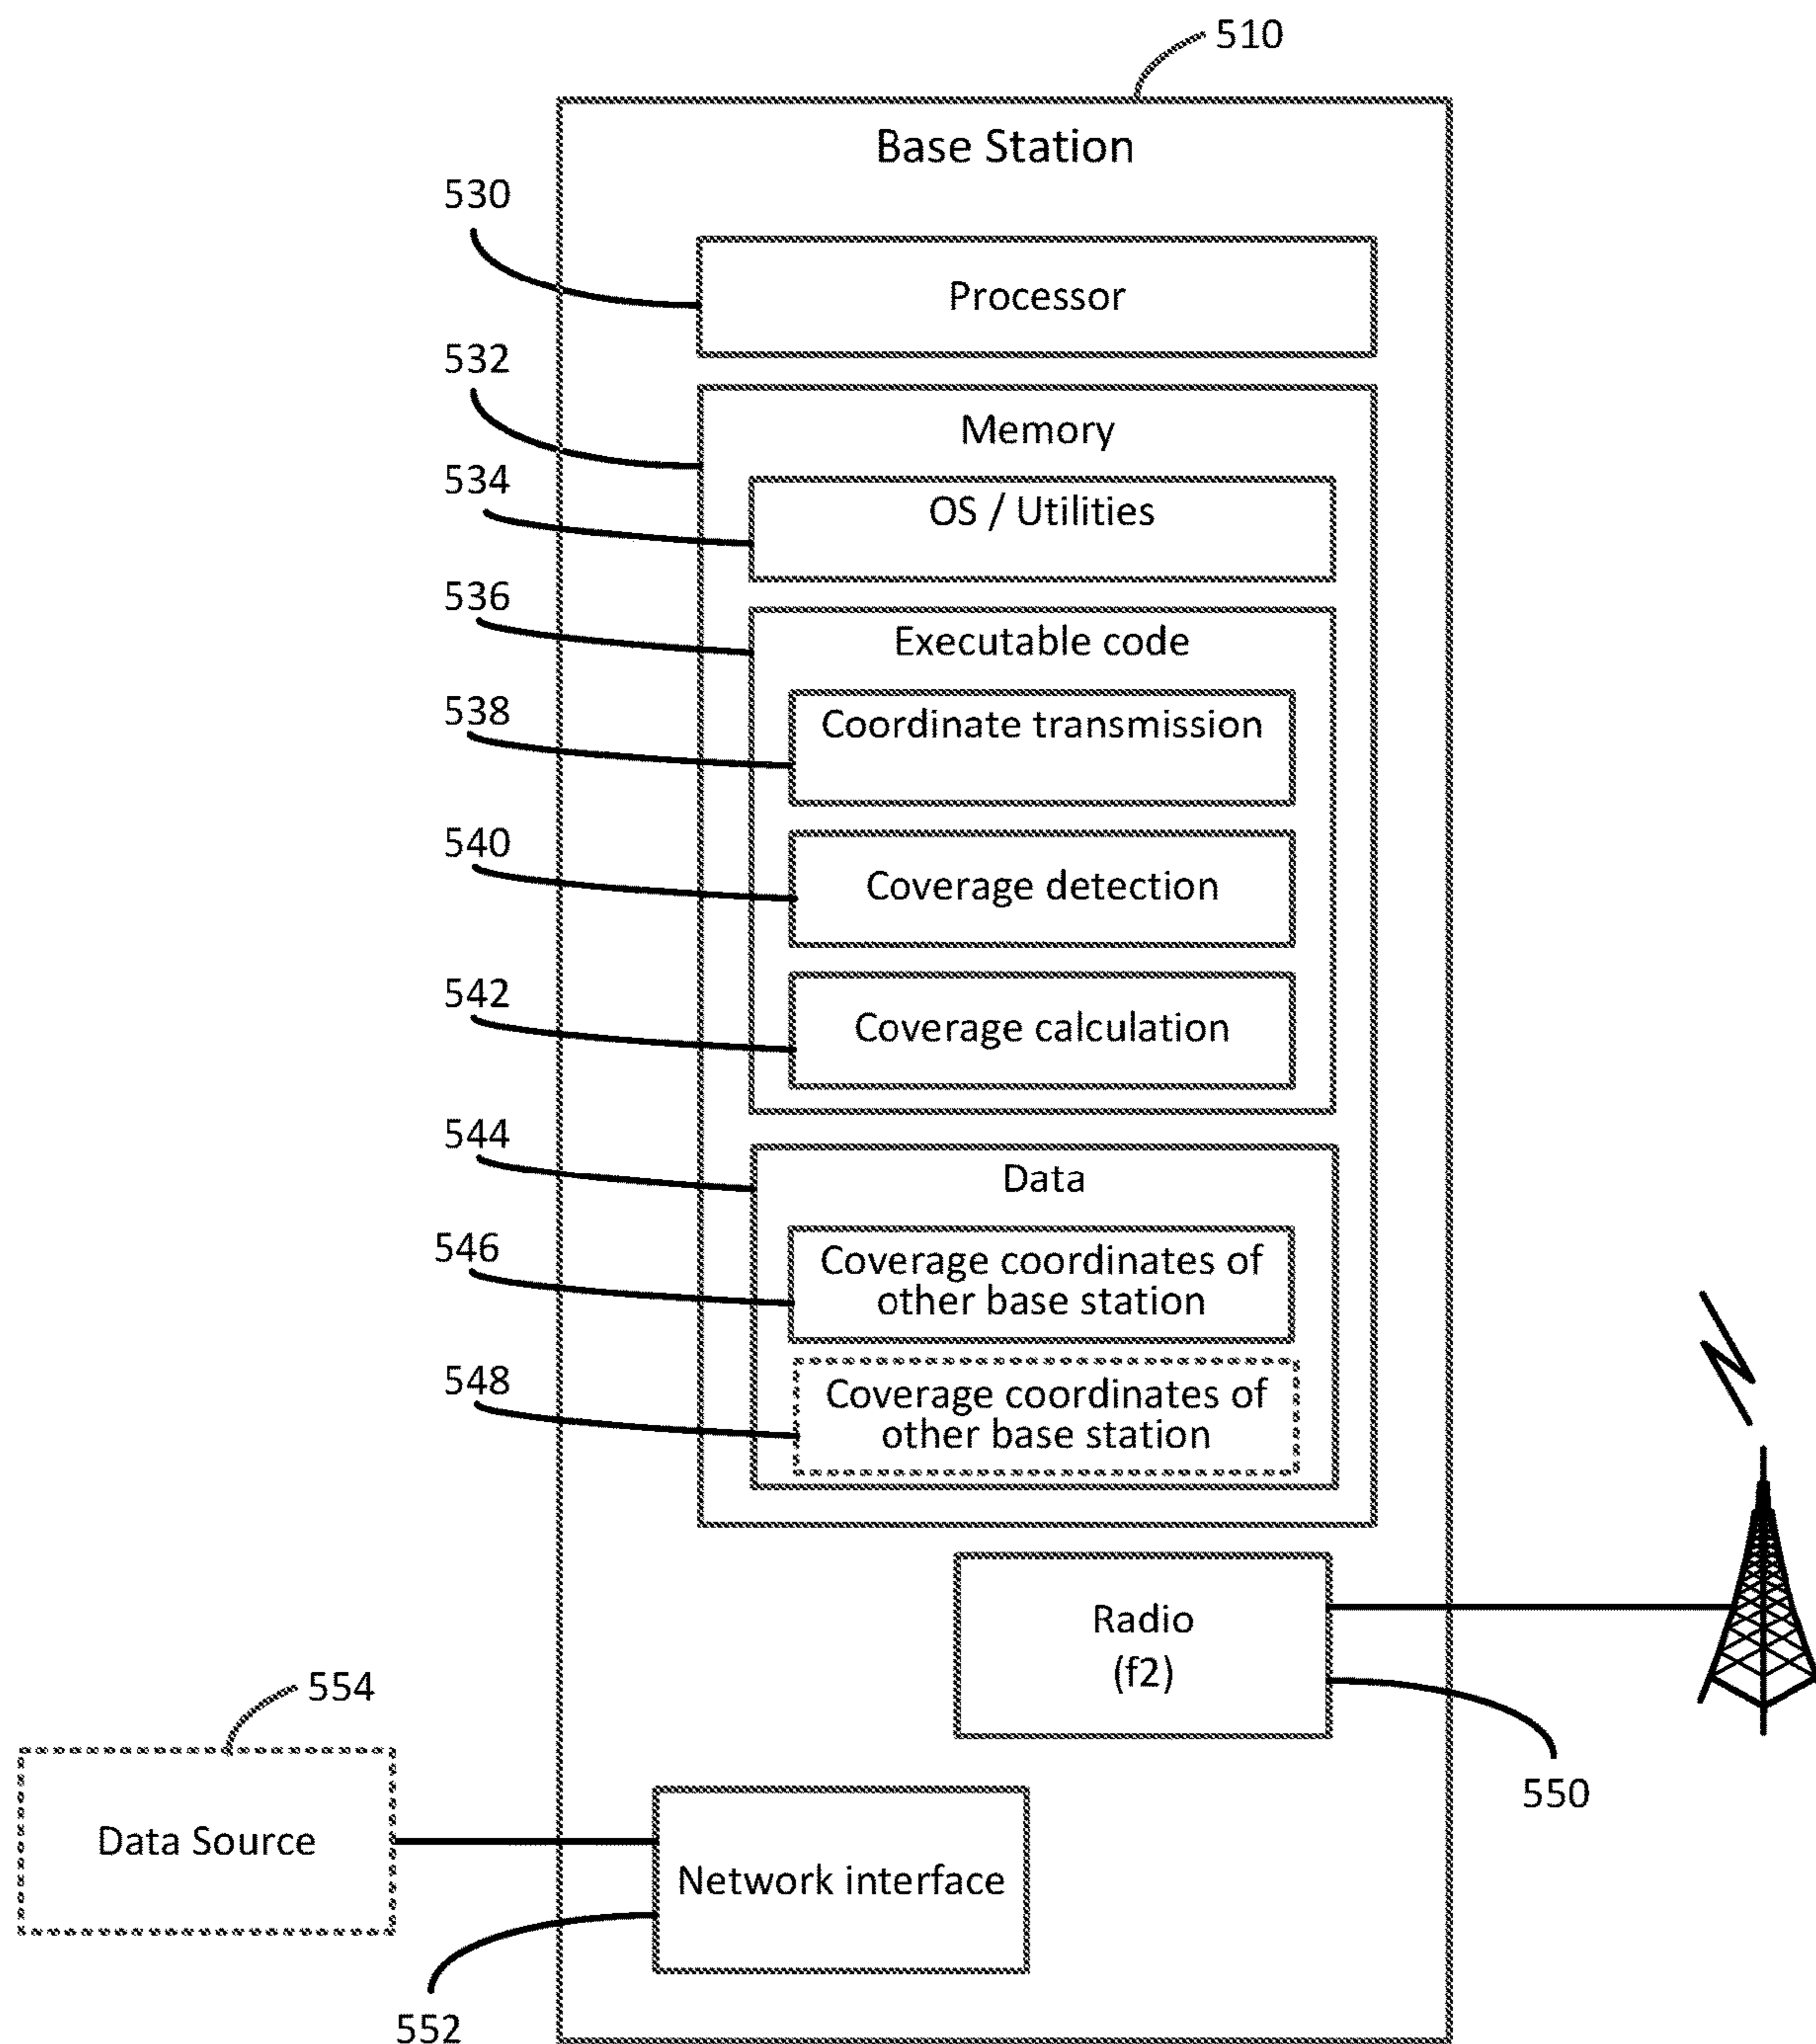 510
Base Station
530
Processor
532
Memory
534
OS / Utilities
536
Executable code
538
Coordinate transmission
540
Coverage detection
542
Coverage calculation
544
Data
546
Coverage coordinates of
other base station
548
Coverage coordinates of
other base station
Radio
(f2)
550
554
Data Source
Network interface
552